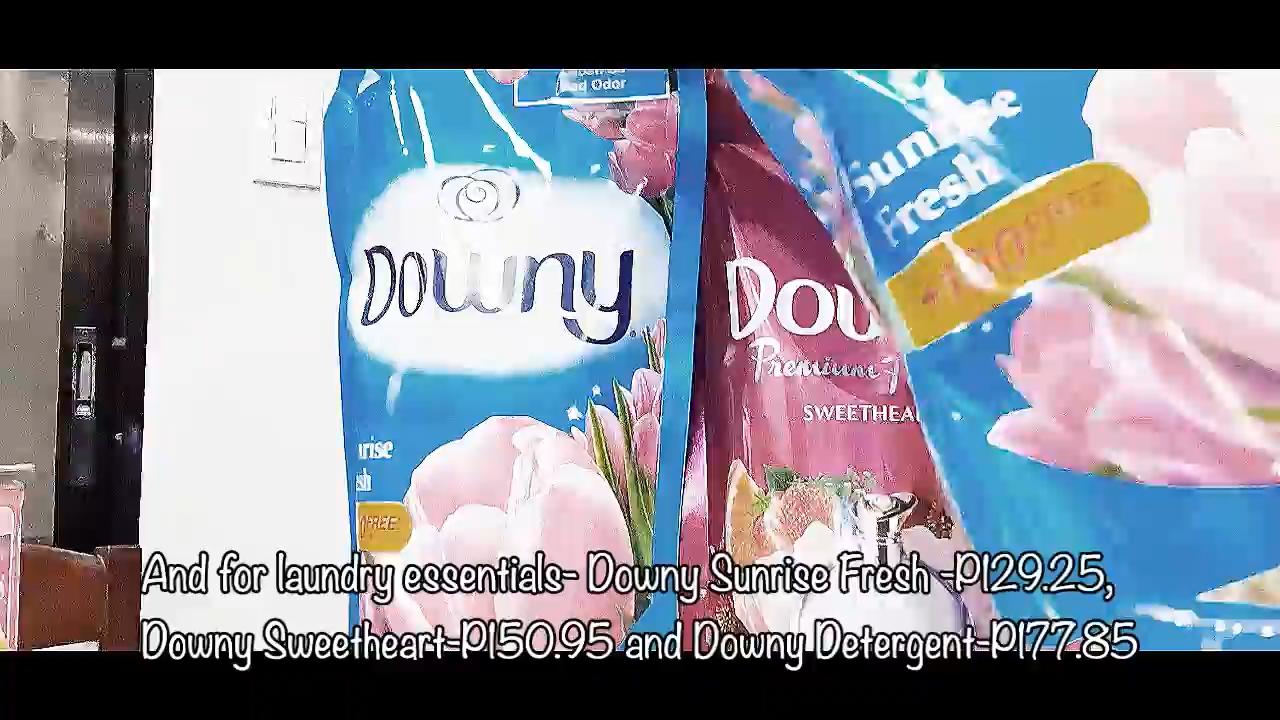 Bad Odor
Downy
Sunrise
Fresh
Premium
SWEETHEA
rise
sh
FREE
And for laundry essentials- Downy Sunrise Fresh -P129.25,
Downy Sweetheart-P150.95 and Downy Detergent-P177.85